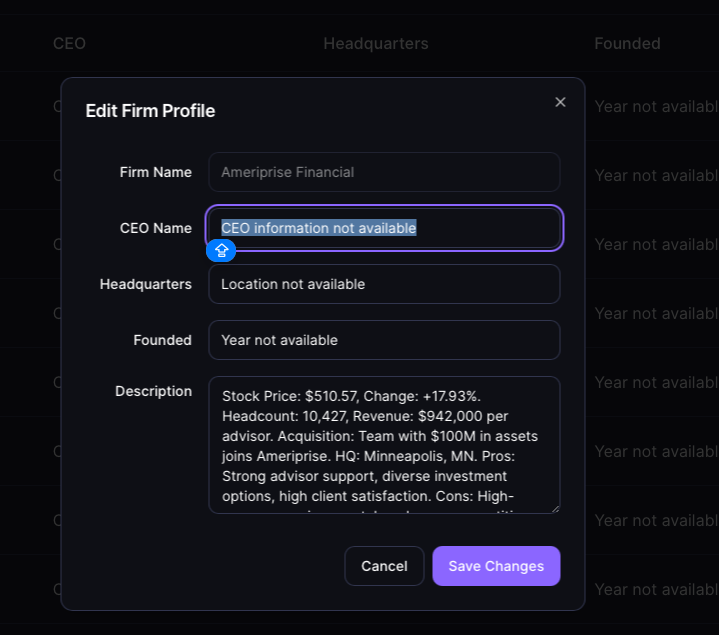 CEO
Headquarters
Founded
Edit Firm Profile
Firm Name
Ameriprise Financial
CEO Name
CEO information not available
Headquarters
Location not available
Founded
Year not available
Description
Stock Price: $510.57, Change: +17.93%.
Headcount: 10,427, Revenue: $942,000 per
advisor. Acquisition: Team with $100M in assets
joins Ameriprise. HQ: Minneapolis, MN. Pros:
Strong advisor support, diverse investment
options, high client satisfaction. Cons: High-
Cancel
Save Changes
Year not availabl
Year not availabl
Year not availabl
Year not availabl
Year not availabl
Year not availabl
Year not availabl
Year not availabl